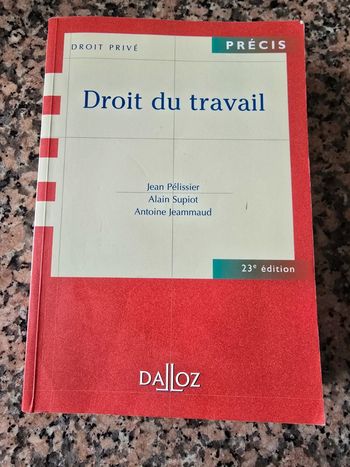 DROIT PRIVÉ
PRÉCIS
Droit du travail
Jean Pélissier
Alain Supiot
Antoine Jeammaud
23e édition
DALLOZ